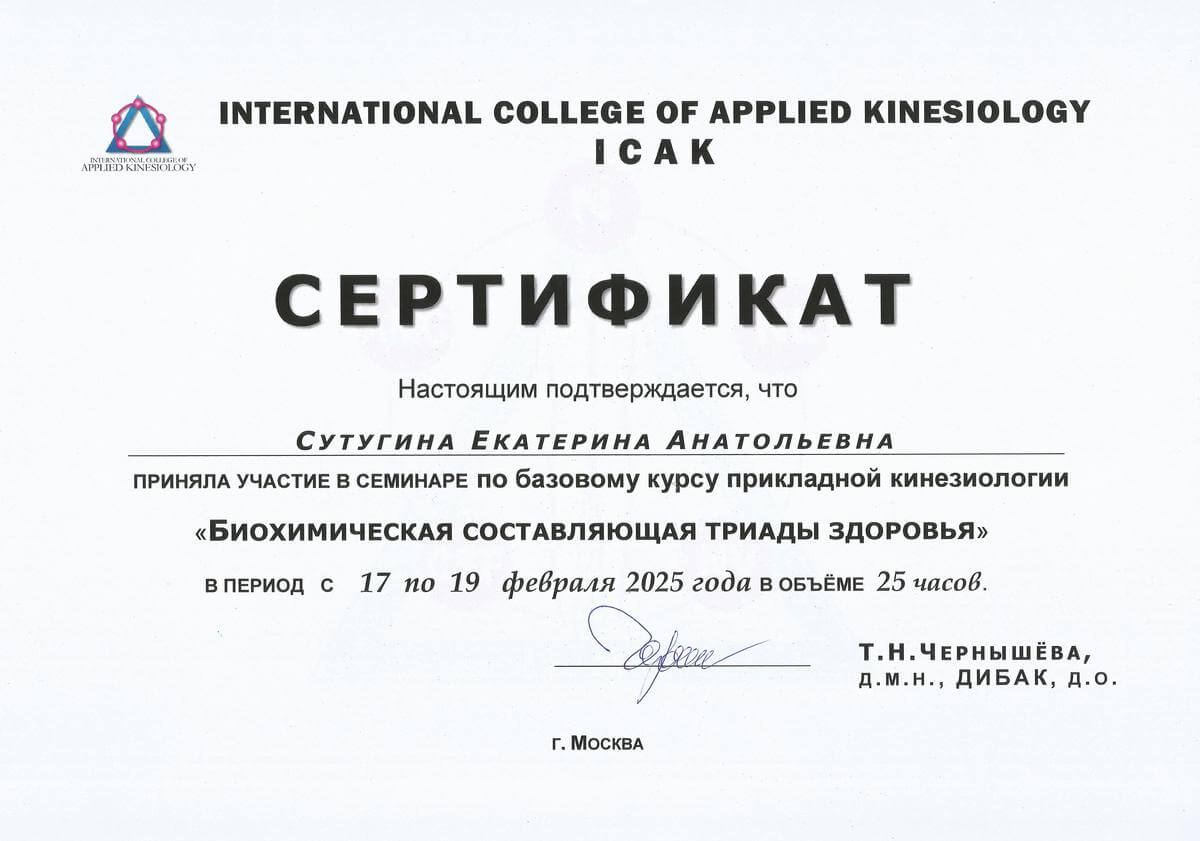 INTERNATIONAL COLLEGE OF APPLIED KINESIOLOGY
I C A K
INTERNATIONAL COLLEGE OF
APPLIED KINESIOLOGY
СЕРТИФИКАТ
Настоящим подтверждается, что
Сутугина Екатерина Анатольевна
ПРИНЯЛА УЧАСТИЕ В СЕМИНАРЕ по базовому курсу прикладной кинезиологии
«Биохимическая составляющая триады здоровья»
В ПЕРИОД С 17 по 19 февраля 2025 года В ОБЪЁМЕ 25 часов.
Т.Н.Чернышёва,
Д.М.Н., ДИБАК, Д.О.
г. Москва